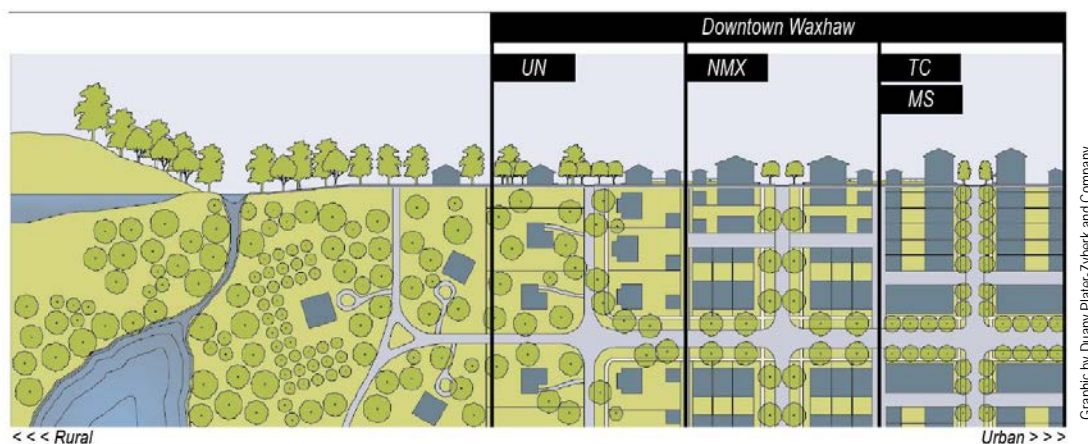 Downtown Waxhaw
UN
NMX
TC
MS
Graphic by Duany Plater-Zyberk and Company
< < < Rural
Urban > > >